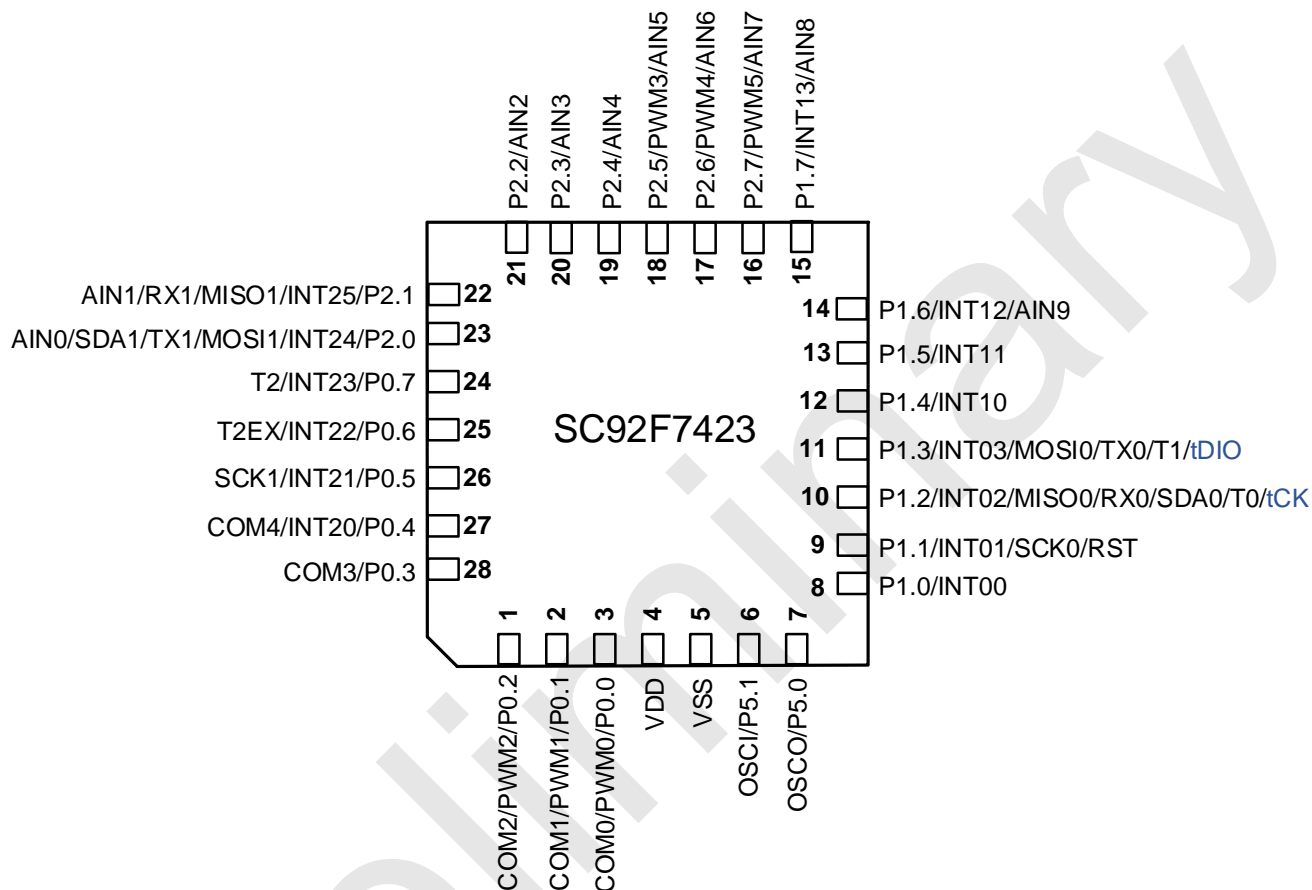 P2.2/AIN2
P2.3/AIN3
P2.4/AIN4
P2.5/PWM3/AIN5
P2.6/PWM4/AIN6
P2.7/PWM5/AIN7
P1.7/INT13/AIN8
21
20
19
18
17
16
15
AIN1/RX1/MISO1/INT25/P2.1 22
AIN0/SDA1/TX1/MOSI1/INT24/P2.0 23
T2/INT23/P0.7 24
T2EX/INT22/P0.6 25
SCK1/INT21/P0.5 26
COM4/INT20/P0.4 27
COM3/P0.3 28
SC92F7423
14 P1.6/INT12/AIN9
13 P1.5/INT11
12 P1.4/INT10
11 P1.3/INT03/MOSI0/TX0/T1/tDIO
10 P1.2/INT02/MISO0/RX0/SDA0/T0/tCK
9 P1.1/INT01/SCK0/RST
8 P1.0/INT00
1
2
3
4
5
6
7
COM2/PWM2/P0.2
COM1/PWM1/P0.1
COM0/PWM0/P0.0
VDD
VSS
OSCI/P5.1
OSCO/P5.0